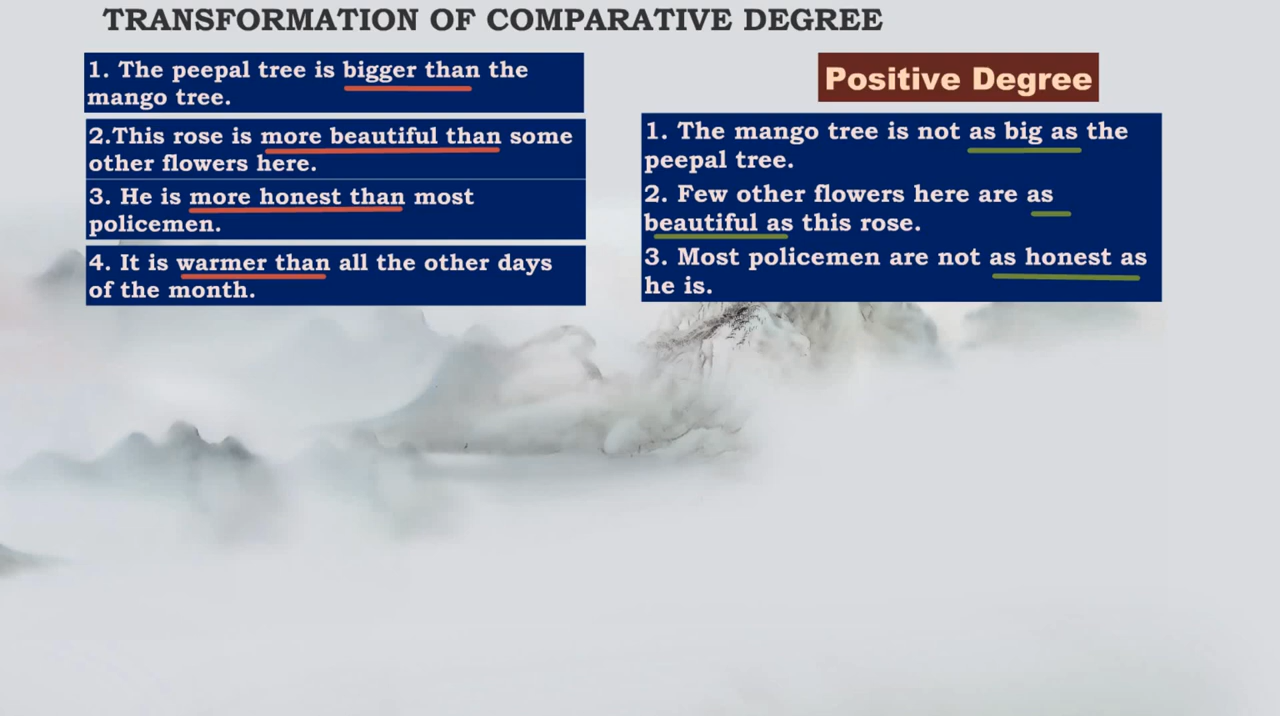 TRANSFORMATION OF COMPARATIVE DEGREE
1. The peepal tree is bigger than the
mango tree.
2.This rose is more beautiful than some
other flowers here.
3. He is more honest than most
policemen.
4. It is warmer than all the other days
of the month.
Positive Degree
1. The mango tree is not as big as the
peepal tree.
2. Few other flowers here are as
beautiful as this rose.
3. Most policemen are not as honest as
he is.